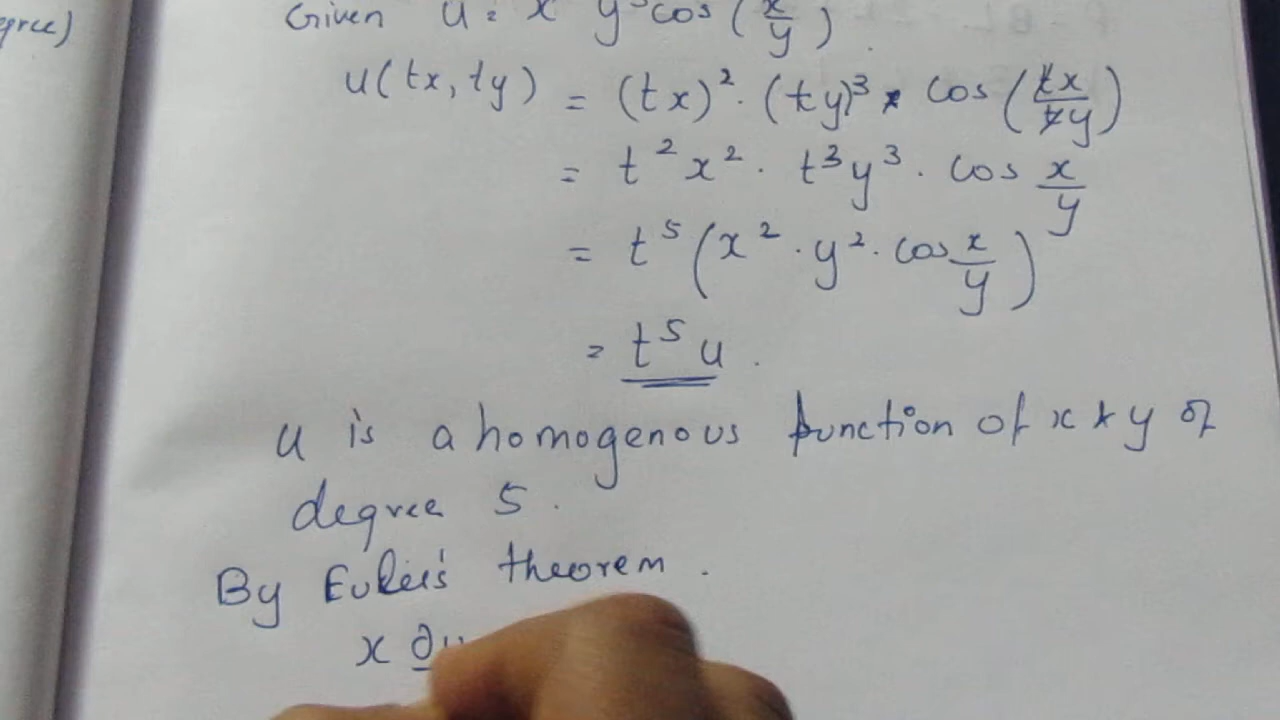 gree)
Given u = x y³ cos (x/y).
u(tx, ty) = (tx)² · (ty)³ * cos (tx/ty)
= t² x² · t³y³ · cos x/y
= t⁵ (x² · y² · cos x/y)
= t⁵ u .
u is a homogenous function of x & y of
degree 5 .
By Euler's theorem .
x ∂u